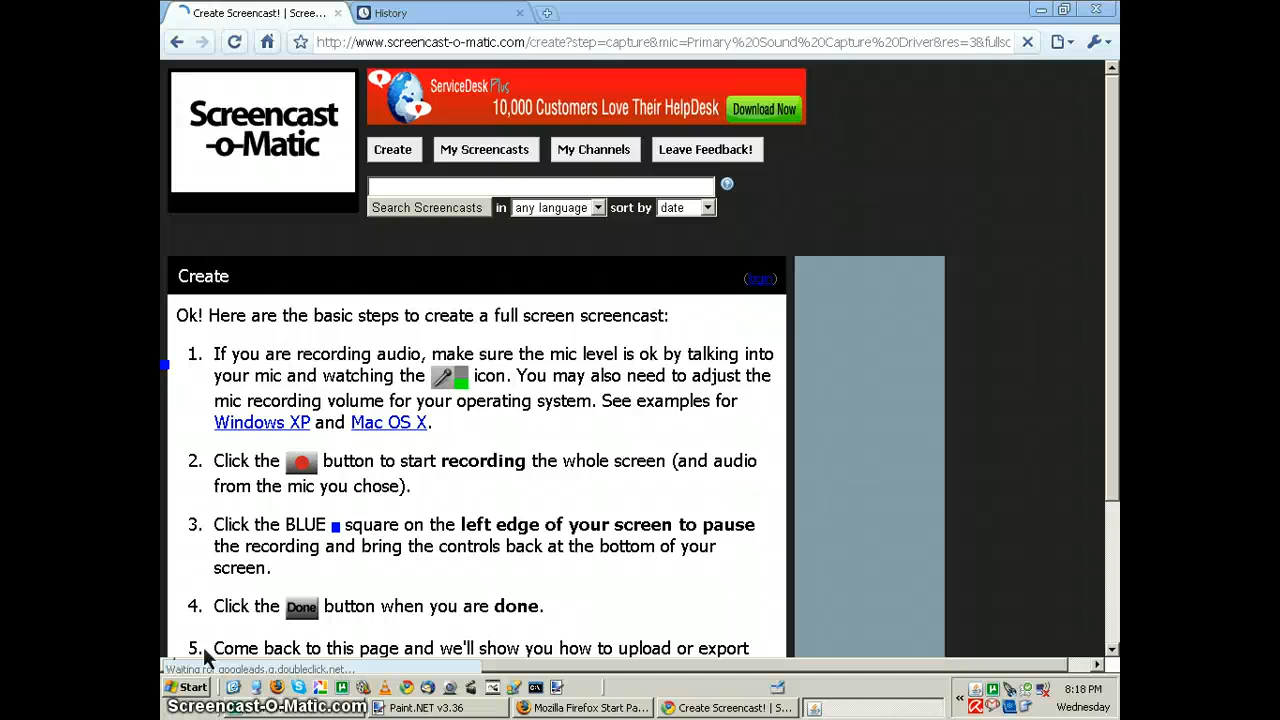 Create Screencast! | Scree...
History
http://www.screencast-o-matic.com/create?step=capture&mic=Primary%20Sound%20Capture%20Driver&res=3&fullsc
Screencast
-o-Matic
ServiceDesk Plus
10,000 Customers Love Their HelpDesk
Download Now
Create
My Screencasts
My Channels
Leave Feedback!
Search Screencasts in any language sort by date
Create
(login)
Ok! Here are the basic steps to create a full screen screencast:
1. If you are recording audio, make sure the mic level is ok by talking into
your mic and watching the icon. You may also need to adjust the
mic recording volume for your operating system. See examples for
Windows XP and Mac OS X.
2. Click the button to start recording the whole screen (and audio
from the mic you chose).
3. Click the BLUE square on the left edge of your screen to pause
the recording and bring the controls back at the bottom of your
screen.
4. Click the Done button when you are done.
5. Come back to this page and we'll show you how to upload or export
Waiting for googleads.g.doubleclick.net...
Start
8:18 PM
Screencast-O-Matic.com
Paint.NET v3.36
Mozilla Firefox Start Pa...
Create Screencast! | S...
Wednesday